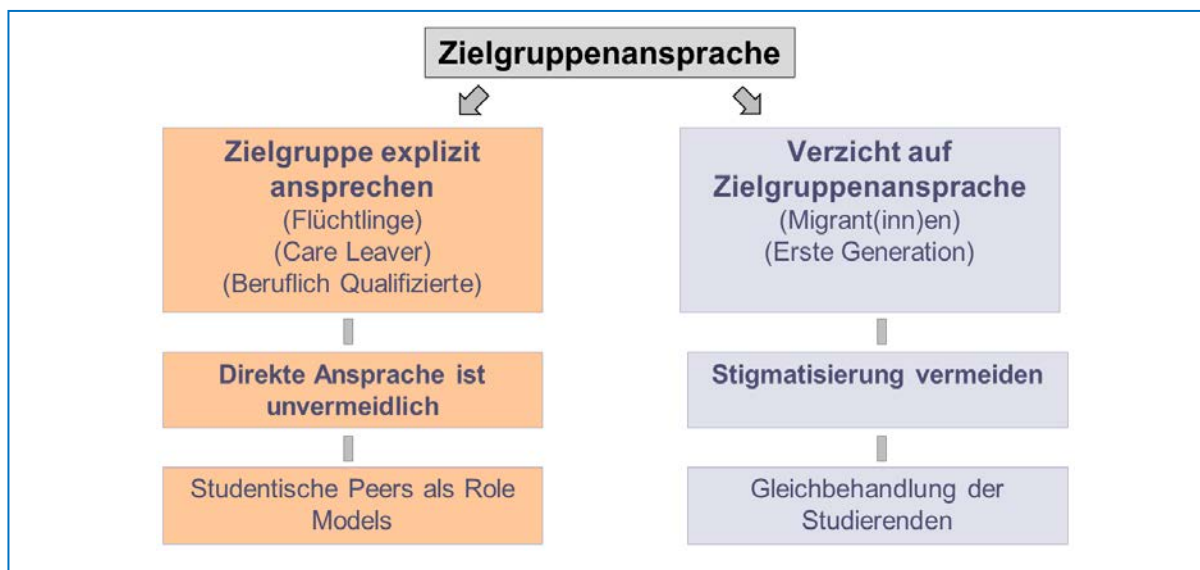 Zielgruppenansprache
Zielgruppe explizit
ansprechen
(Flüchtlinge)
(Care Leaver)
(Beruflich Qualifizierte)
Direkte Ansprache ist
unvermeidlich
Studentische Peers als Role
Models
Verzicht auf
Zielgruppenansprache
(Migrant(inn)en)
(Erste Generation)
Stigmatisierung vermeiden
Gleichbehandlung der
Studierenden